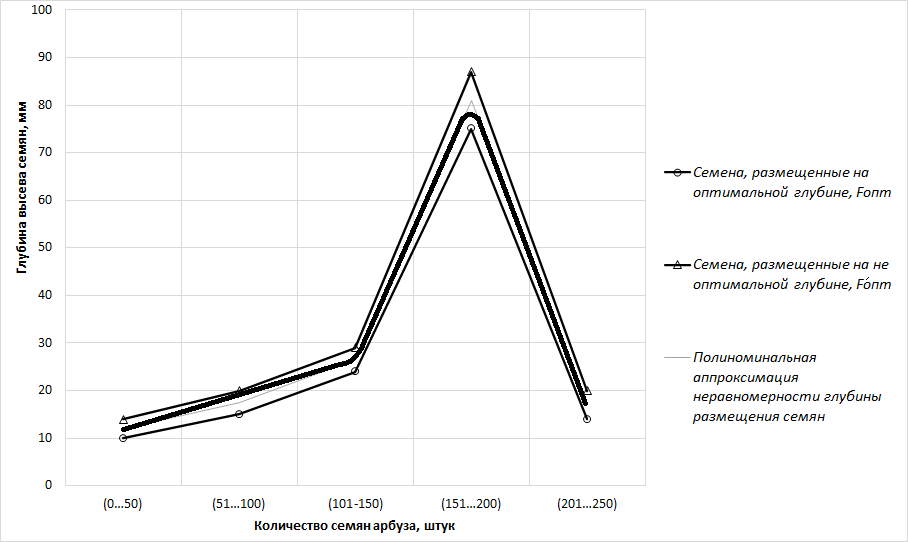 100
90
80
70
60
50
40
30
20
10
0
Глубина высева семян, мм
(0…50)
(51…100)
(101-150)
(151…200)
(201…250)
Количество семян арбуза, штук
Семена, размещенные на
оптимальной глубине, Fопт
Семена, размещенные на не
оптимальной глубине, Fо́пт
Полиноминальная
аппроксимация
неравномерности глубины
размещения семян